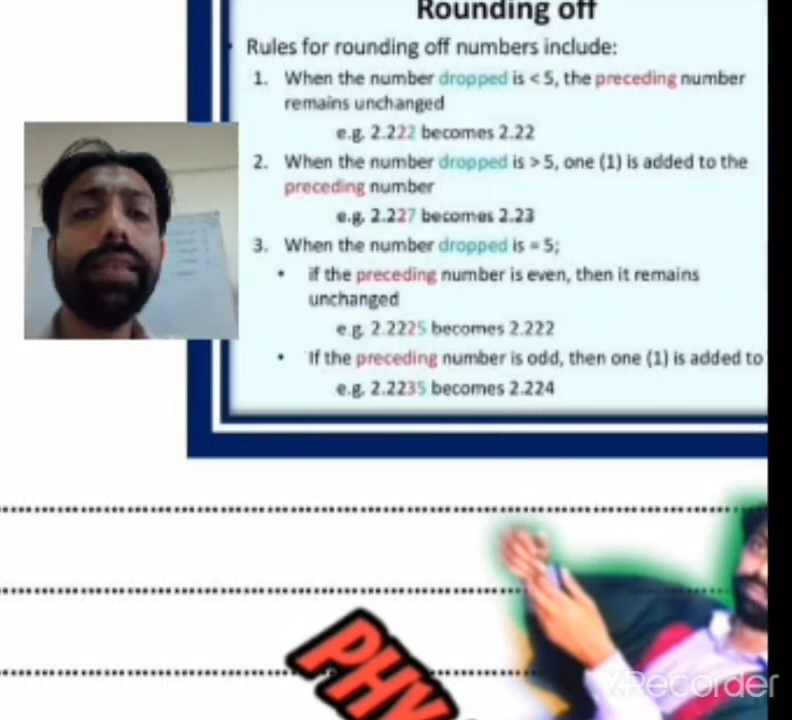 Rounding off
Rules for rounding off numbers include:
1. When the number dropped is < 5, the preceding number
remains unchanged
e.g. 2.222 becomes 2.22
2. When the number dropped is > 5, one (1) is added to the
preceding number
e.g. 2.227 becomes 2.23
3. When the number dropped is = 5;
• if the preceding number is even, then it remains
unchanged
e.g. 2.2225 becomes 2.222
• If the preceding number is odd, then one (1) is added to
e.g. 2.2235 becomes 2.224
PHY
Recorder